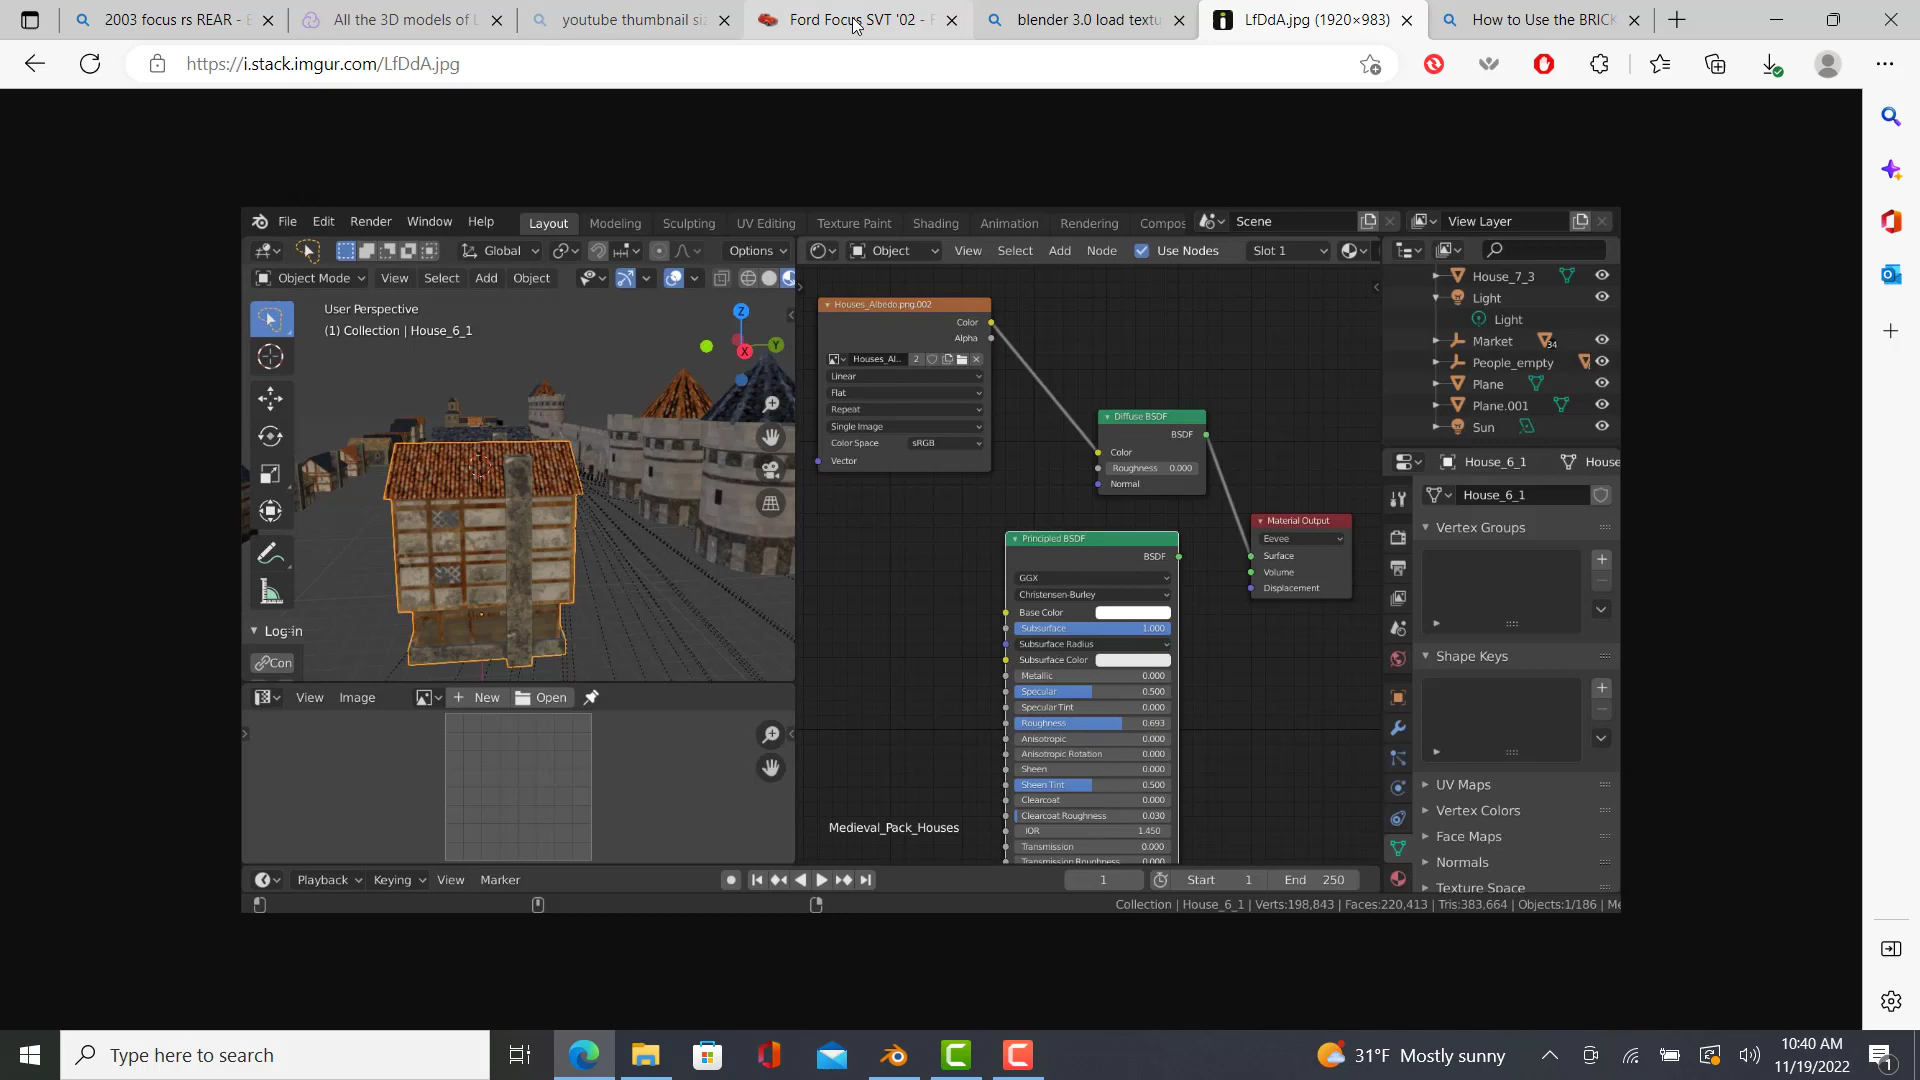 2003 focus rs REAR -
All the 3D models of L
youtube thumbnail siz
Ford Focus SVT '02 - F
blender 3.0 load textu
LfDdA.jpg (1920×983)
How to Use the BRICK
https://i.stack.imgur.com/LfDdA.jpg
File Edit Render Window Help
Layout Modeling Sculpting UV Editing Texture Paint Shading Animation Rendering Compos
Scene
View Layer
Global
Options
Object
View Select Add Node
Use Nodes
Slot 1
Object Mode
View Select Add Object
User Perspective
(1) Collection | House_6_1
Z
Y
X
Log-in
Con
View Image
New
Open
Houses_Albedo.png.002
Color
Alpha
Houses_Al..
2
Linear
Flat
Repeat
Single Image
Color Space sRGB
Vector
Diffuse BSDF
BSDF
Color
Roughness 0.000
Normal
Material Output
Eevee
Surface
Volume
Displacement
Principled BSDF
BSDF
GGX
Christensen-Burley
Base Color
Subsurface 1.000
Subsurface Radius
Subsurface Color
Metallic 0.000
Specular 0.500
Specular Tint 0.000
Roughness 0.693
Anisotropic 0.000
Anisotropic Rotation 0.000
Sheen 0.000
Sheen Tint 0.500
Clearcoat 0.000
Clearcoat Roughness 0.030
IOR 1.450
Transmission 0.000
Transmission Roughness 0.000
Medieval_Pack_Houses
House_7_3
Light
Light
Market
34
People_empty
Plane
Plane.001
Sun
House_6_1
House
House_6_1
Vertex Groups
Shape Keys
UV Maps
Vertex Colors
Face Maps
Normals
Texture Space
Playback Keying View Marker
1
Start 1
End 250
Collection | House_6_1 | Verts:198,843 | Faces:220,413 | Tris:383,664 | Objects:1/186 | Me
Type here to search
31°F Mostly sunny
10:40 AM
11/19/2022
1